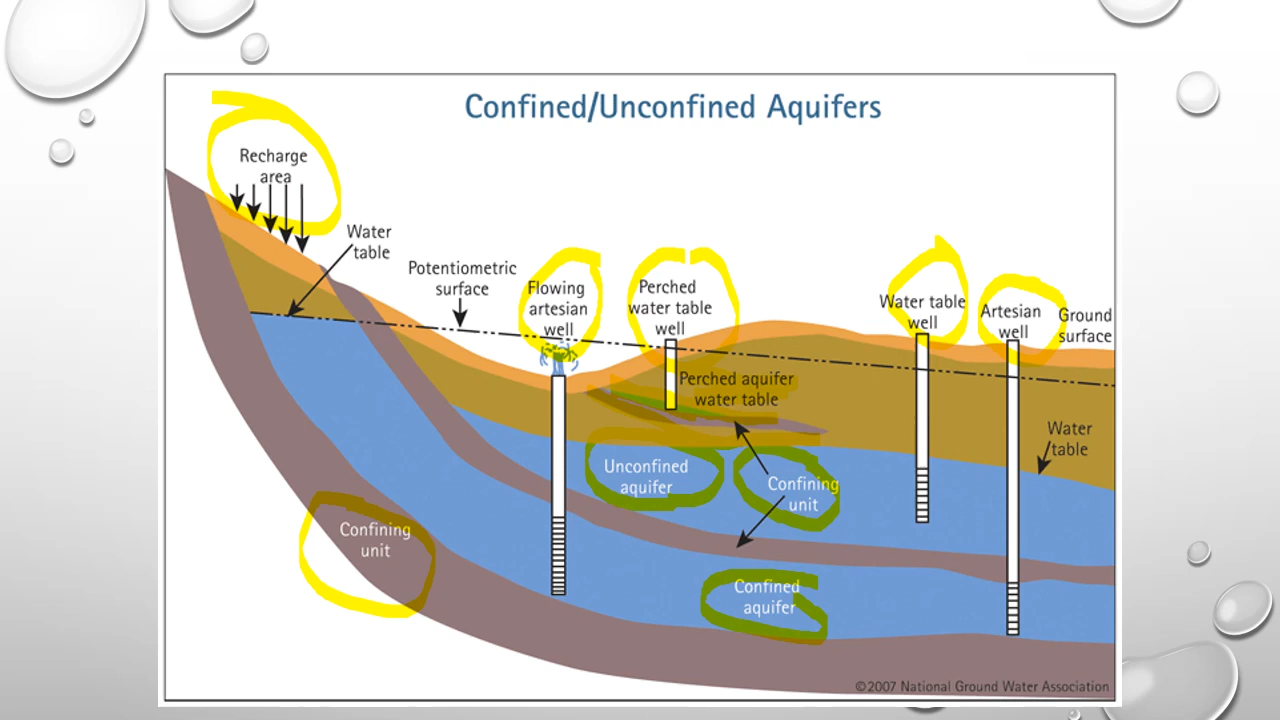 Confined/Unconfined Aquifers
Recharge
area
Water
table
Potentiometric
surface
Flowing
artesian
well
Perched
water table
well
Water table
well
Artesian
well
Ground
surface
Perched aquifer
water table
Water
table
Unconfined
aquifer
Confining
unit
Confining
unit
Confined
aquifer
©2007 National Ground Water Association